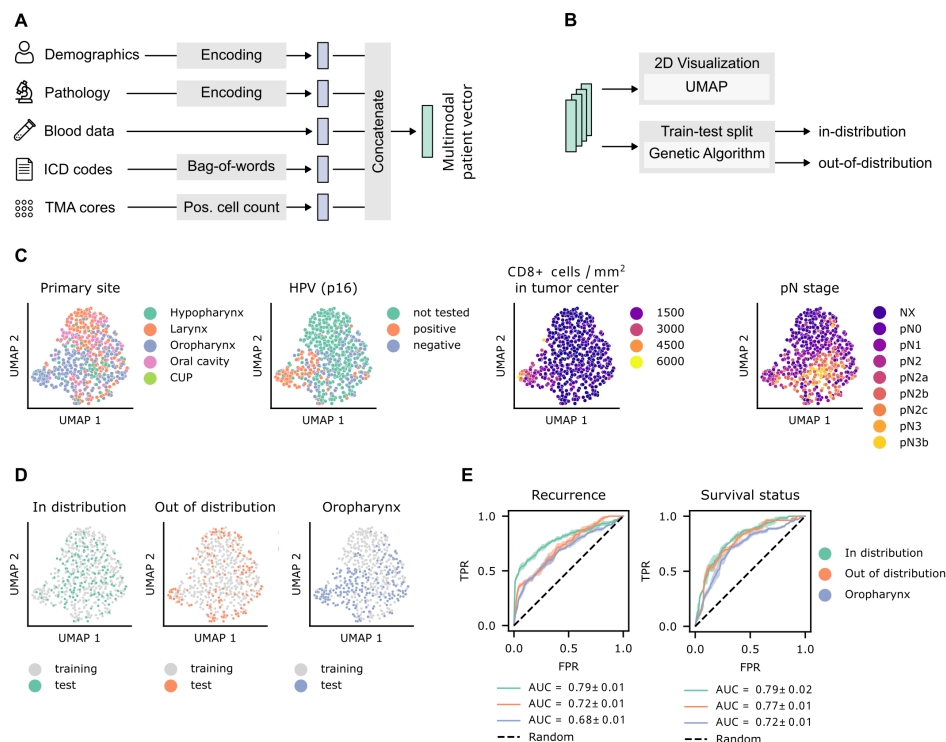 A
Demographics
Encoding
Pathology
Encoding
Blood data
ICD codes
Bag-of-words
TMA cores
Pos. cell count
Concatenate
Multimodal
patient vector
B
2D Visualization
UMAP
Train-test split
Genetic Algorithm
in-distribution
out-of-distribution
C
Primary site
UMAP 2
UMAP 1
Hypopharynx
Larynx
Oropharynx
Oral cavity
CUP
HPV (p16)
UMAP 2
UMAP 1
not tested
positive
negative
CD8+ cells / mm²
in tumor center
UMAP 2
UMAP 1
1500
3000
4500
6000
pN stage
UMAP 2
UMAP 1
NX
pN0
pN1
pN2
pN2a
pN2b
pN2c
pN3
pN3b
D
In distribution
UMAP 2
UMAP 1
training
test
Out of distribution
UMAP 2
UMAP 1
training
test
Oropharynx
UMAP 2
UMAP 1
training
test
E
Recurrence
TPR
1.0
0.5
0.0
0.0 0.5 1.0
FPR
AUC = 0.79± 0.01
AUC = 0.72± 0.01
AUC = 0.68± 0.01
Random
Survival status
TPR
1.0
0.5
0.0
0.0 0.5 1.0
FPR
AUC = 0.79± 0.02
AUC = 0.77± 0.01
AUC = 0.72± 0.01
Random
In distribution
Out of distribution
Oropharynx